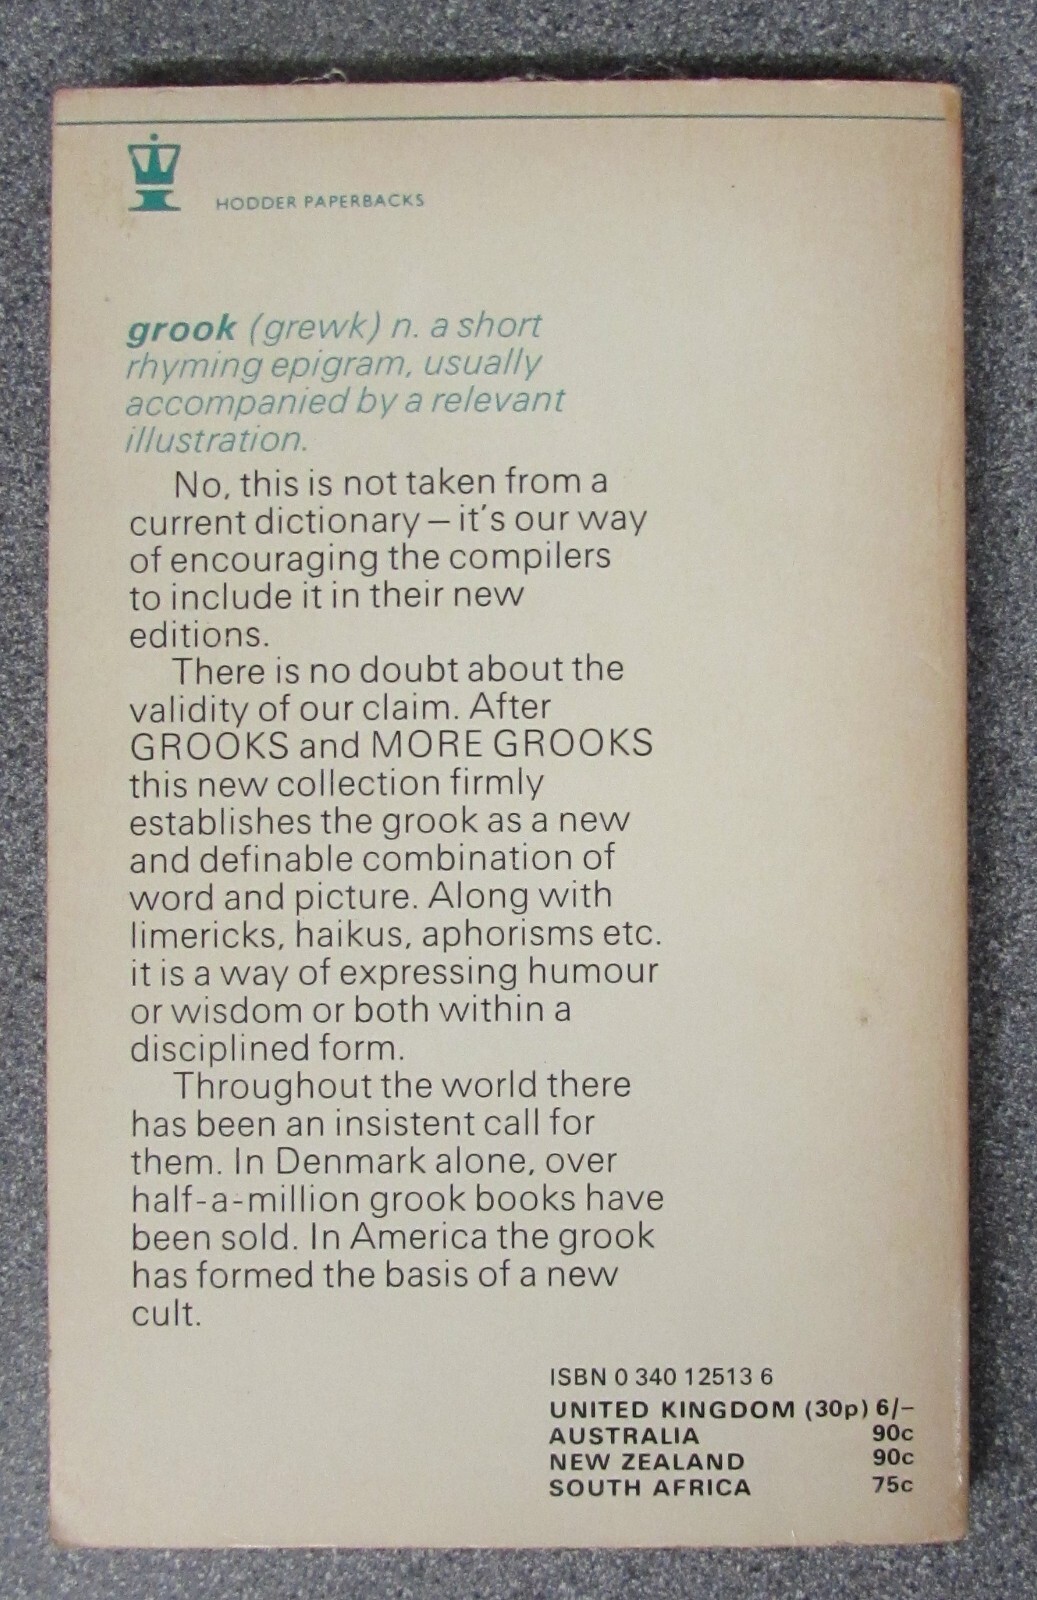 HODDER PAPERBACKS
grook (grewk) n. a short
rhyming epigram, usually
accompanied by a relevant
illustration.
No, this is not taken from a
current dictionary – it's our way
of encouraging the compilers
to include it in their new
editions.
There is no doubt about the
validity of our claim. After
GROOKS and MORE GROOKS
this new collection firmly
establishes the grook as a new
and definable combination of
word and picture. Along with
limericks, haikus, aphorisms etc.
it is a way of expressing humour
or wisdom or both within a
disciplined form.
Throughout the world there
has been an insistent call for
them. In Denmark alone, over
half-a-million grook books have
been sold. In America the grook
has formed the basis of a new
cult.
ISBN 0 340 12513 6
UNITED KINGDOM (30p) 6/–
AUSTRALIA 90c
NEW ZEALAND 90c
SOUTH AFRICA 75c